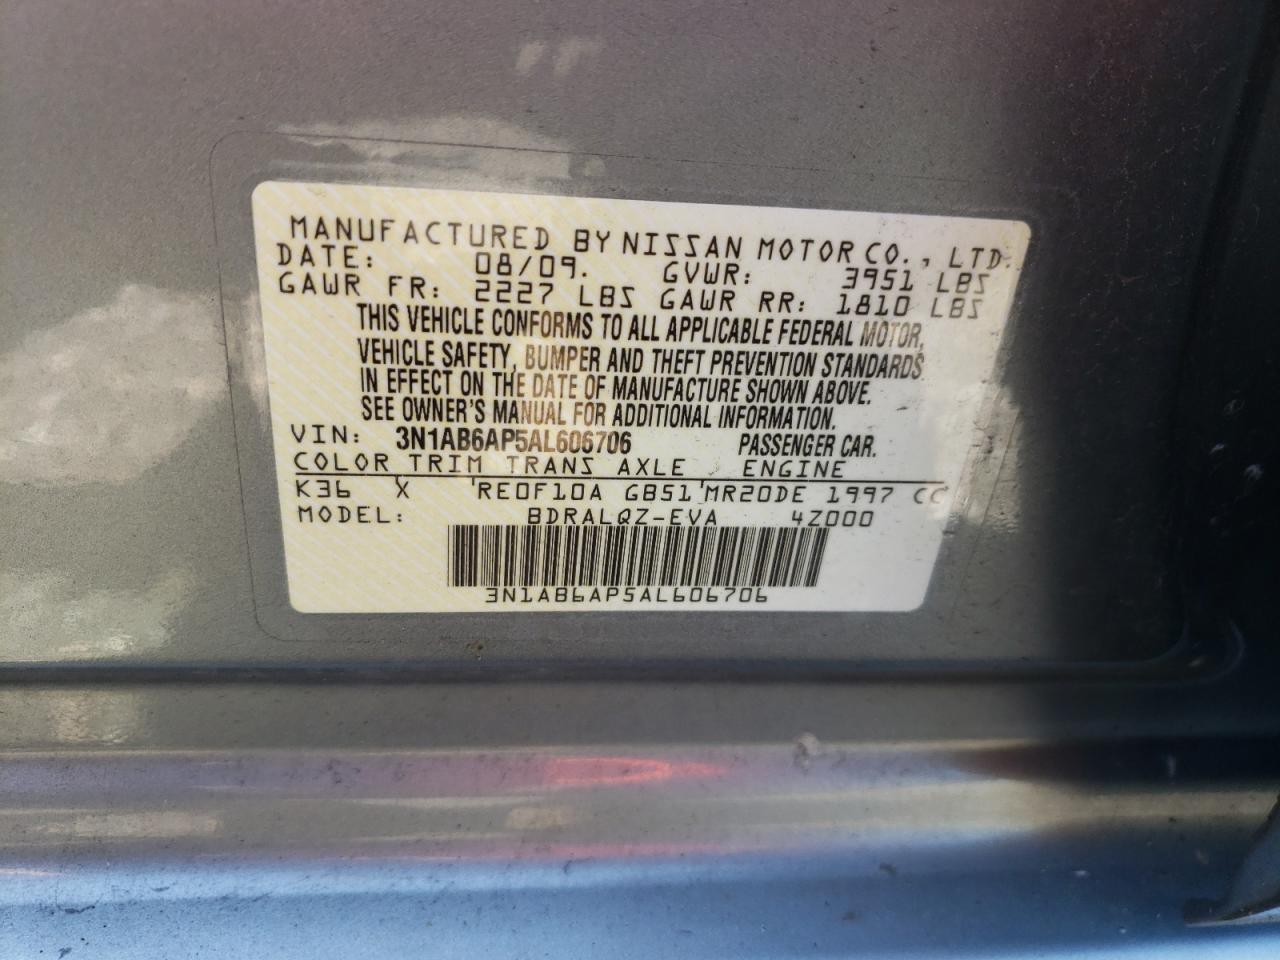 MANUFACTURED BY NISSAN MOTOR CO., LTD.
DATE: 08/09. GVWR: 3951 LBS
GAWR FR: 2227 LBS GAWR RR: 1810 LBS
THIS VEHICLE CONFORMS TO ALL APPLICABLE FEDERAL MOTOR,
VEHICLE SAFETY, BUMPER AND THEFT PREVENTION STANDARDS
IN EFFECT ON THE DATE OF MANUFACTURE SHOWN ABOVE.
SEE OWNER'S MANUAL FOR ADDITIONAL INFORMATION.
VIN: 3N1AB6AP5AL606706 PASSENGER CAR.
COLOR TRIM TRANS AXLE ENGINE
K36 X 'RE0F10A GB51'MR20DE 1997 CC
MODEL: BDRALQZ-EVA 4Z000
3N1AB6AP5AL606706